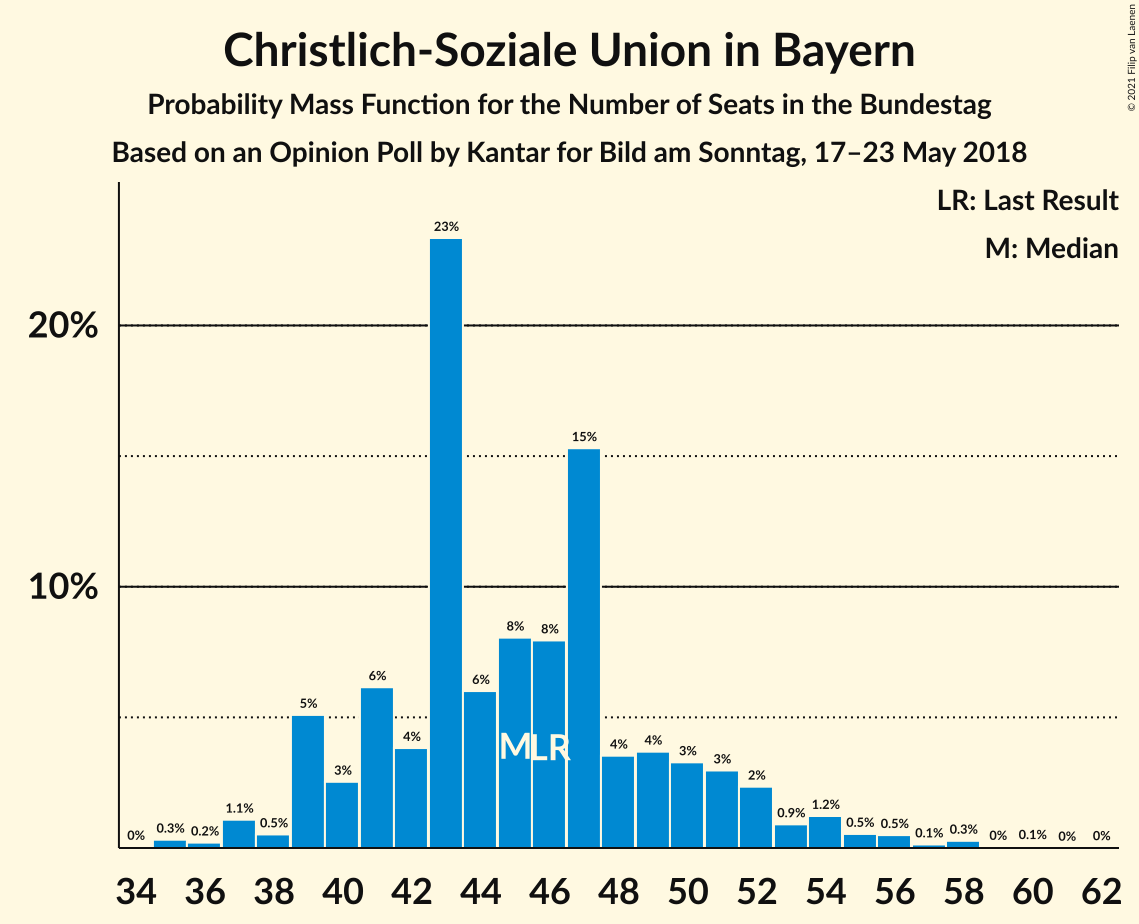 Christlich-Soziale Union in Bayern
Probability Mass Function for the Number of Seats in the Bundestag
Based on an Opinion Poll by Kantar for Bild am Sonntag, 17–23 May 2018
© 2021 Filip van Laenen
LR: Last Result
M: Median
20%
10%
0% 0.3% 0.2% 1.1% 0.5% 5% 3% 6% 4% 23% 6% 8% 8% 15% 4% 4% 3% 3% 2% 0.9% 1.2% 0.5% 0.5% 0.1% 0.3% 0% 0.1% 0% 0%
M LR
34 36 38 40 42 44 46 48 50 52 54 56 58 60 62